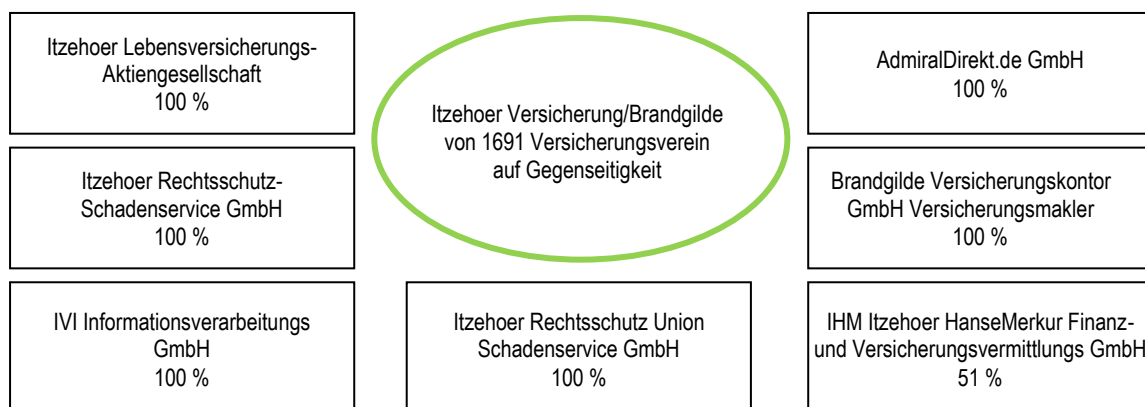 Itzehoer Lebensversicherungs-
Aktiengesellschaft
100 %
Itzehoer Versicherung/Brandgilde
von 1691 Versicherungsverein
auf Gegenseitigkeit
AdmiralDirekt.de GmbH
100 %
Itzehoer Rechtsschutz-
Schadenservice GmbH
100 %
Brandgilde Versicherungskontor
GmbH Versicherungsmakler
100 %
IVI Informationsverarbeitungs
GmbH
100 %
Itzehoer Rechtsschutz Union
Schadenservice GmbH
100 %
IHM Itzehoer HanseMerkur Finanz-
und Versicherungsvermittlungs GmbH
51 %